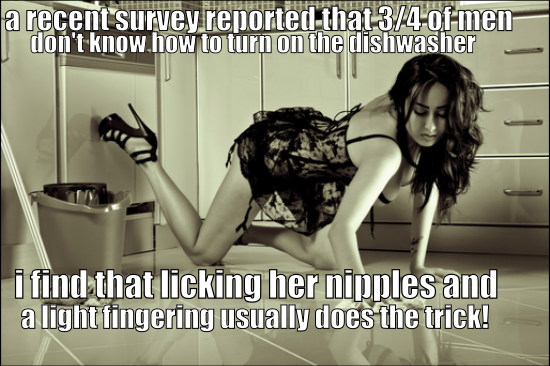 a recent survey reported that 3/4 of men
don't know how to turn on the dishwasher
i find that licking her nipples and
a light fingering usually does the trick!